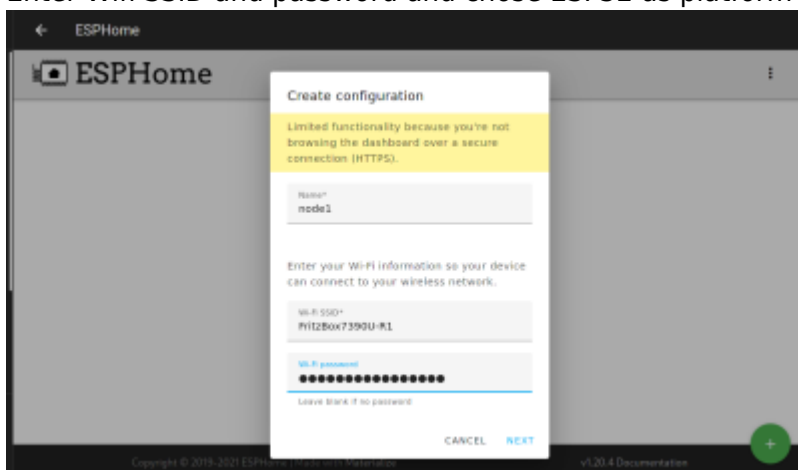 Enter Wifi SSID and password and chose ESP32 as platform
ESPHome
ESPHome
Create configuration
Limited functionality because you're not
browsing the dashboard over a secure
connection (HTTPS).
Name*
node1
Enter your Wi-Fi information so your device
can connect to your wireless network.
Wi-Fi SSID*
FritzBox7390U-R1
Wi-Fi password
Leave blank if no password
CANCEL NEXT
Copyright © 2019-2021 ESPHome | Made with Materialize v1.20.4 Documentation